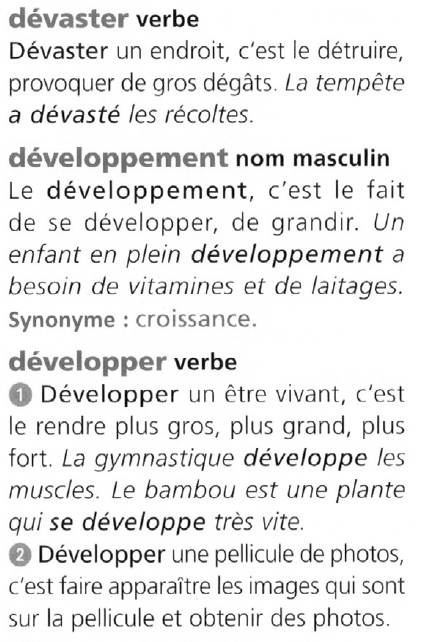 dévaster verbe
Dévaster un endroit, c'est le détruire,
provoquer de gros dégâts. La tempête
a dévasté les récoltes.
développement nom masculin
Le développement, c'est le fait
de se développer, de grandir. Un
enfant en plein développement a
besoin de vitamines et de laitages.
Synonyme : croissance.
développer verbe
❶ Développer un être vivant, c'est
le rendre plus gros, plus grand, plus
fort. La gymnastique développe les
muscles. Le bambou est une plante
qui se développe très vite.
❷ Développer une pellicule de photos,
c'est faire apparaître les images qui sont
sur la pellicule et obtenir des photos.